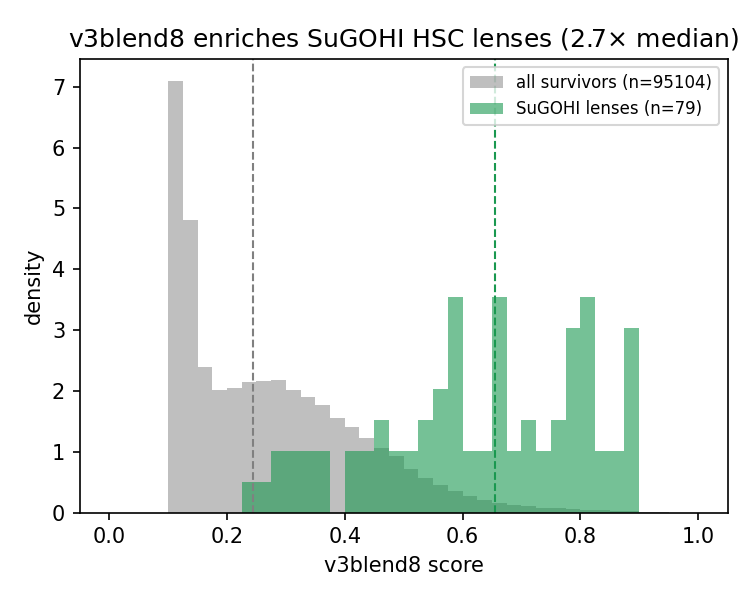 v3blend8 enriches SuGOHI HSC lenses (2.7× median)
all survivors (n=95104)
SuGOHI lenses (n=79)
density
7
6
5
4
3
2
1
0
0.0 0.2 0.4 0.6 0.8 1.0
v3blend8 score